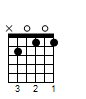 × ○ ○
3 2 1